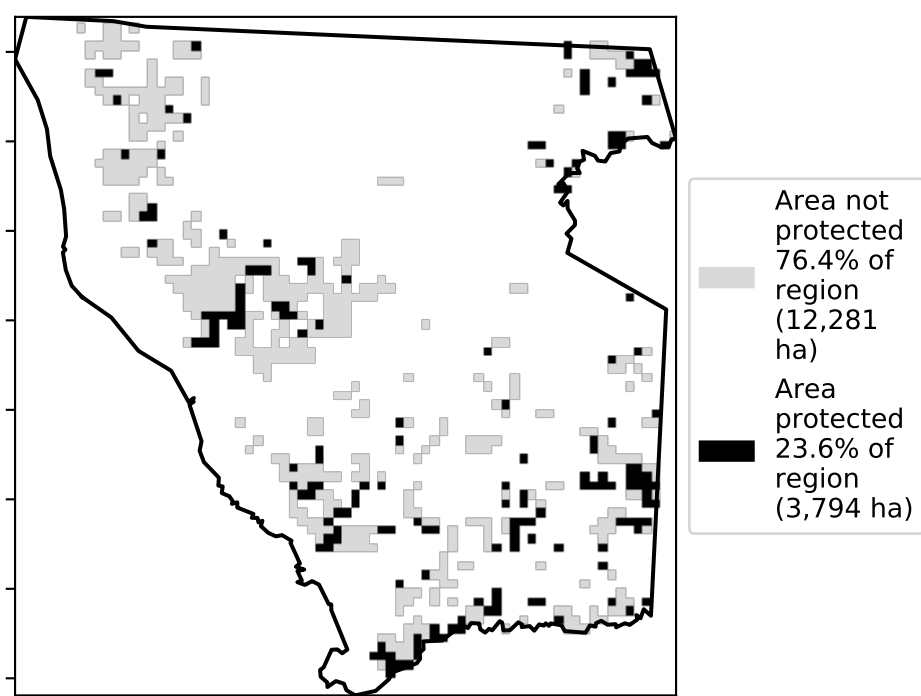 Area not
protected
76.4% of
region
(12,281
ha)
Area
protected
23.6% of
region
(3,794 ha)